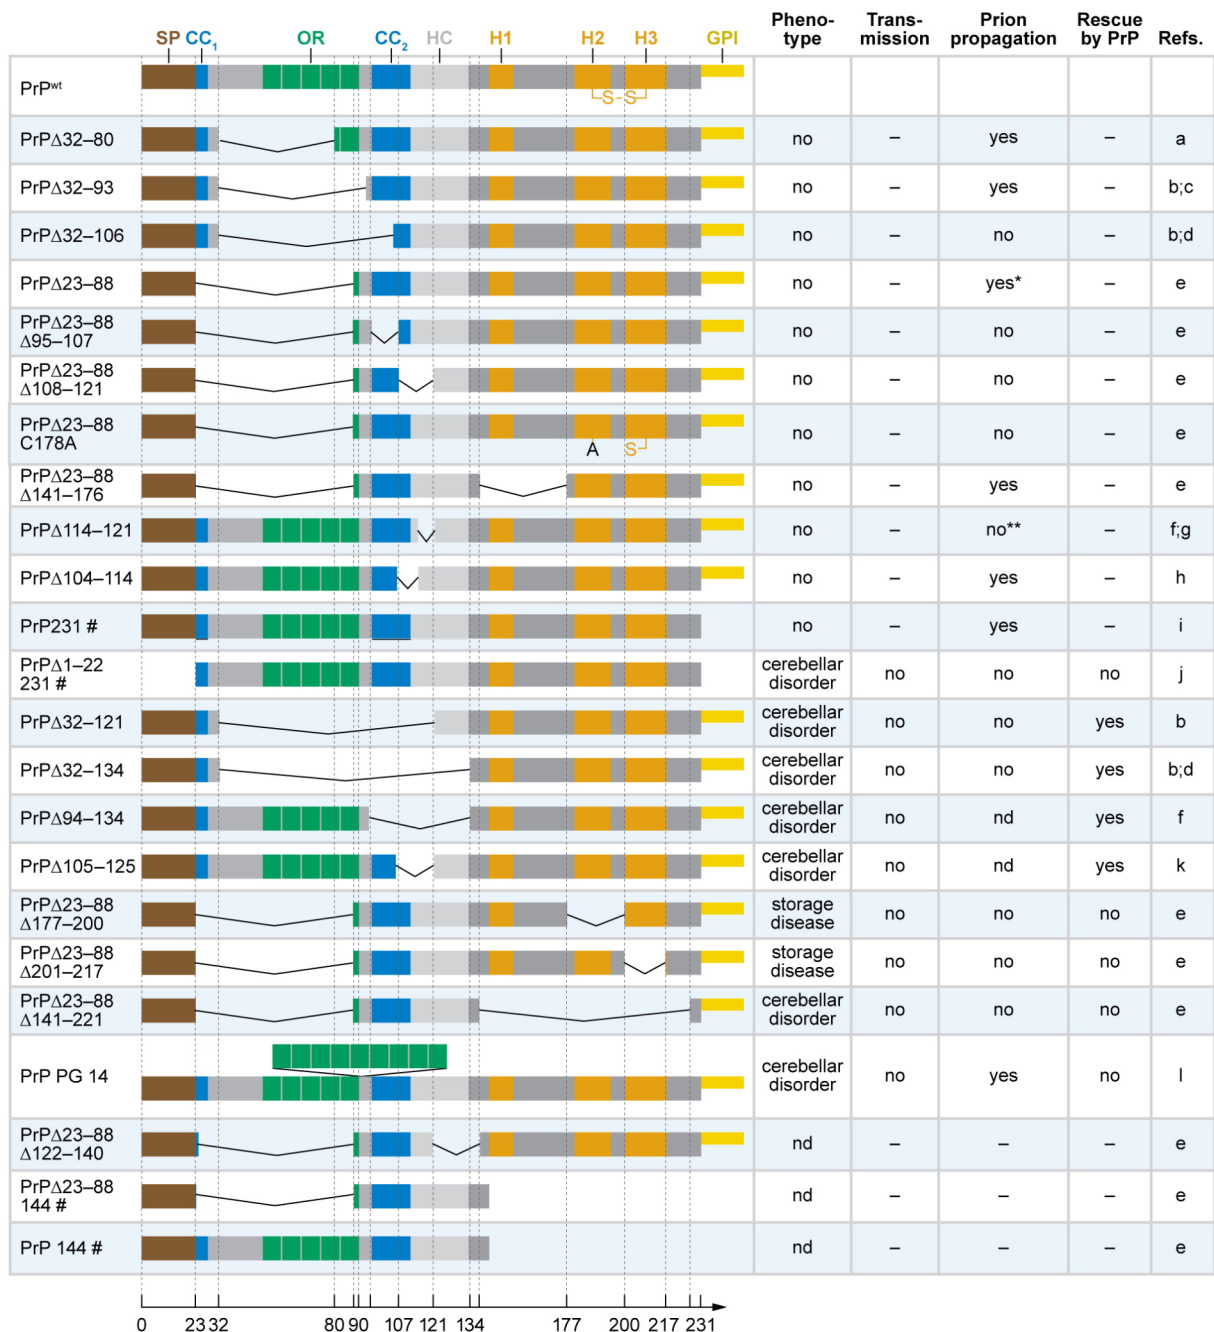 Pheno-
type
Trans-
mission
Prion
propagation
Rescue
by PrP
Refs.
SP CC₁ OR CC₂ HC H1 H2 H3 GPI
PrPʷᵗ
S-S
PrPΔ32–80 no – yes – a
PrPΔ32–93 no – yes – b;c
PrPΔ32–106 no – no – b;d
PrPΔ23–88 no – yes* – e
PrPΔ23–88
Δ95–107 no – no – e
PrPΔ23–88
Δ108–121 no – no – e
PrPΔ23–88
C178A A S no – no – e
PrPΔ23–88
Δ141–176 no – yes – e
PrPΔ114–121 no – no** – f;g
PrPΔ104–114 no – yes – h
PrP231 # no – yes – i
PrPΔ1–22
231 #
cerebellar
disorder no no no j
PrPΔ32–121
cerebellar
disorder no no yes b
PrPΔ32–134
cerebellar
disorder no no yes b;d
PrPΔ94–134
cerebellar
disorder no nd yes f
PrPΔ105–125
cerebellar
disorder no nd yes k
PrPΔ23–88
Δ177–200
storage
disease no no no e
PrPΔ23–88
Δ201–217
storage
disease no no no e
PrPΔ23–88
Δ141–221
cerebellar
disorder no no no e
PrP PG 14
cerebellar
disorder no yes no l
PrPΔ23–88
Δ122–140 nd – – – e
PrPΔ23–88
144 # nd – – – e
PrP 144 # nd – – – e
0 23 32 80 90 107 121 134 177 200 217 231